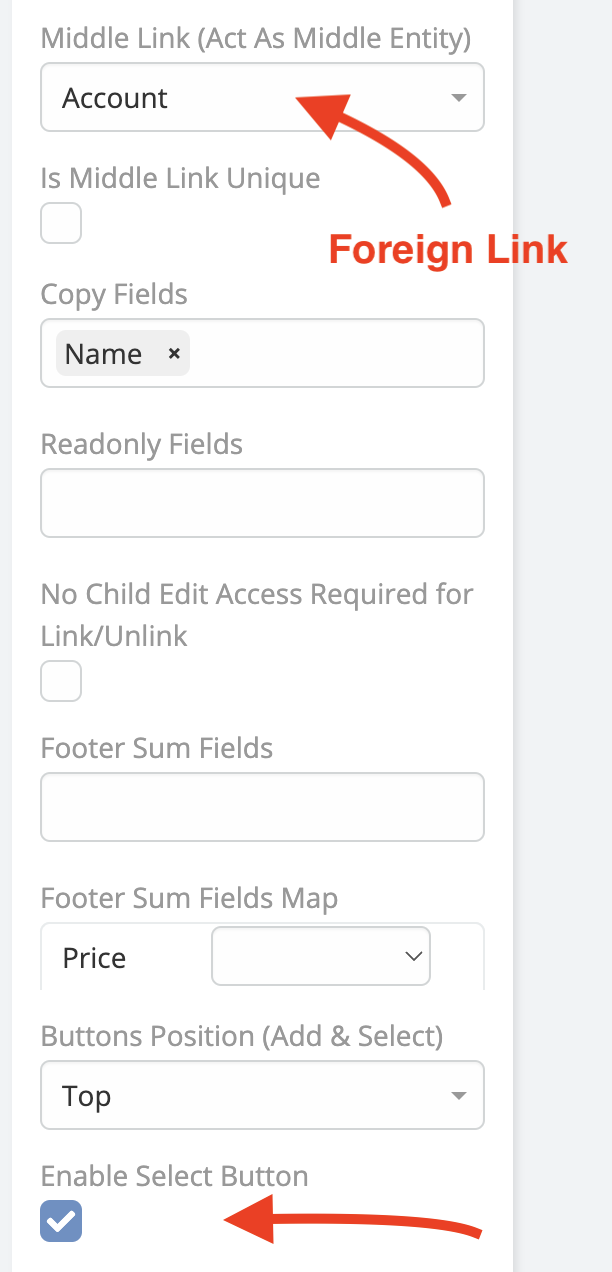 Middle Link (Act As Middle Entity)
Account
Is Middle Link Unique
Foreign Link
Copy Fields
Name ×
Readonly Fields
No Child Edit Access Required for
Link/Unlink
Footer Sum Fields
Footer Sum Fields Map
Price
Buttons Position (Add & Select)
Top
Enable Select Button